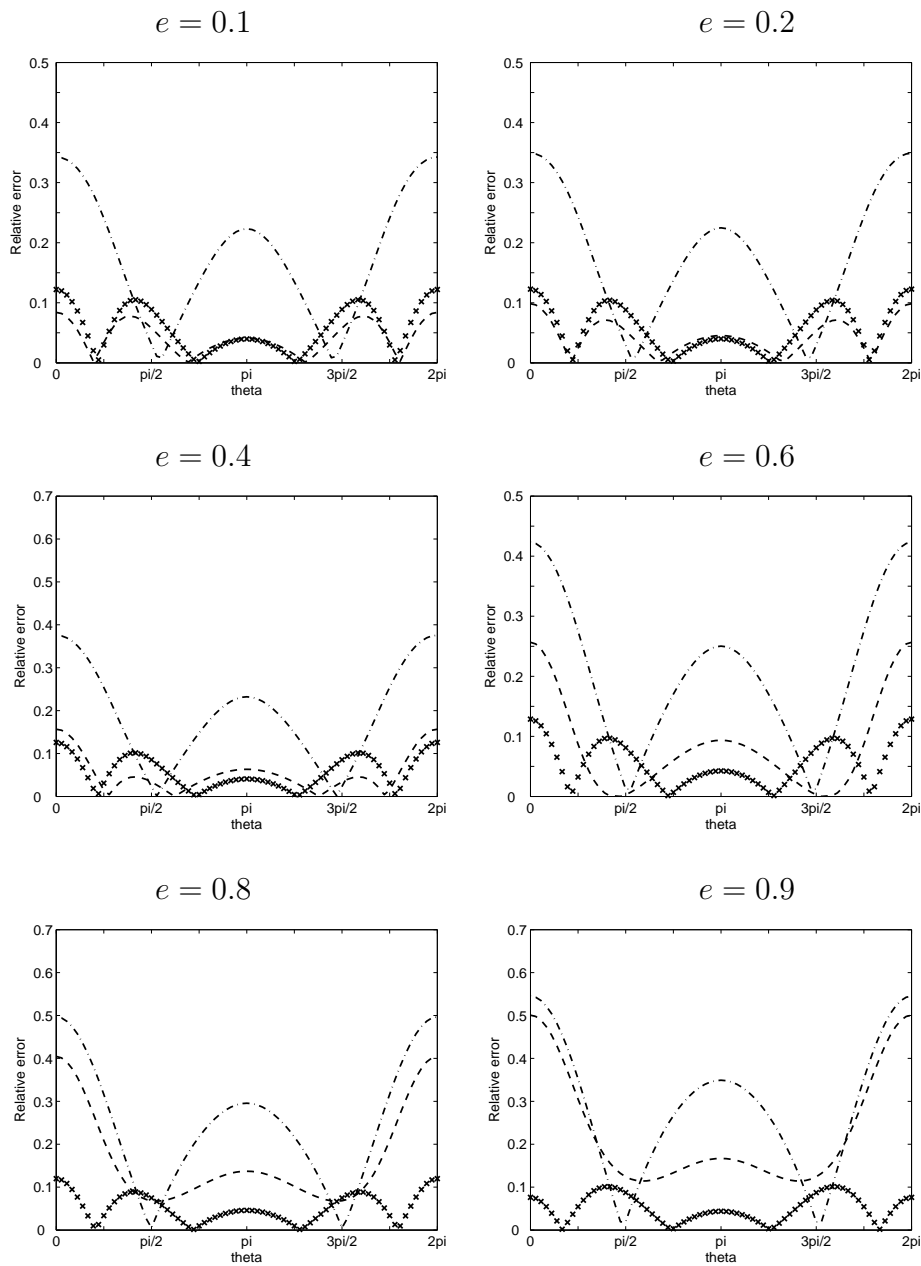 e = 0.1
0.5
0.4
0.3
0.2
0.1
0
Relative error
0 pi/2 pi 3pi/2 2pi
theta
e = 0.2
0.5
0.4
0.3
0.2
0.1
0
Relative error
0 pi/2 pi 3pi/2 2pi
theta
e = 0.4
0.7
0.6
0.5
0.4
0.3
0.2
0.1
0
Relative error
0 pi/2 pi 3pi/2 2pi
theta
e = 0.6
0.5
0.4
0.3
0.2
0.1
0
Relative error
0 pi/2 pi 3pi/2 2pi
theta
e = 0.8
0.7
0.6
0.5
0.4
0.3
0.2
0.1
0
Relative error
0 pi/2 pi 3pi/2 2pi
theta
e = 0.9
0.7
0.6
0.5
0.4
0.3
0.2
0.1
0
Relative error
0 pi/2 pi 3pi/2 2pi
theta